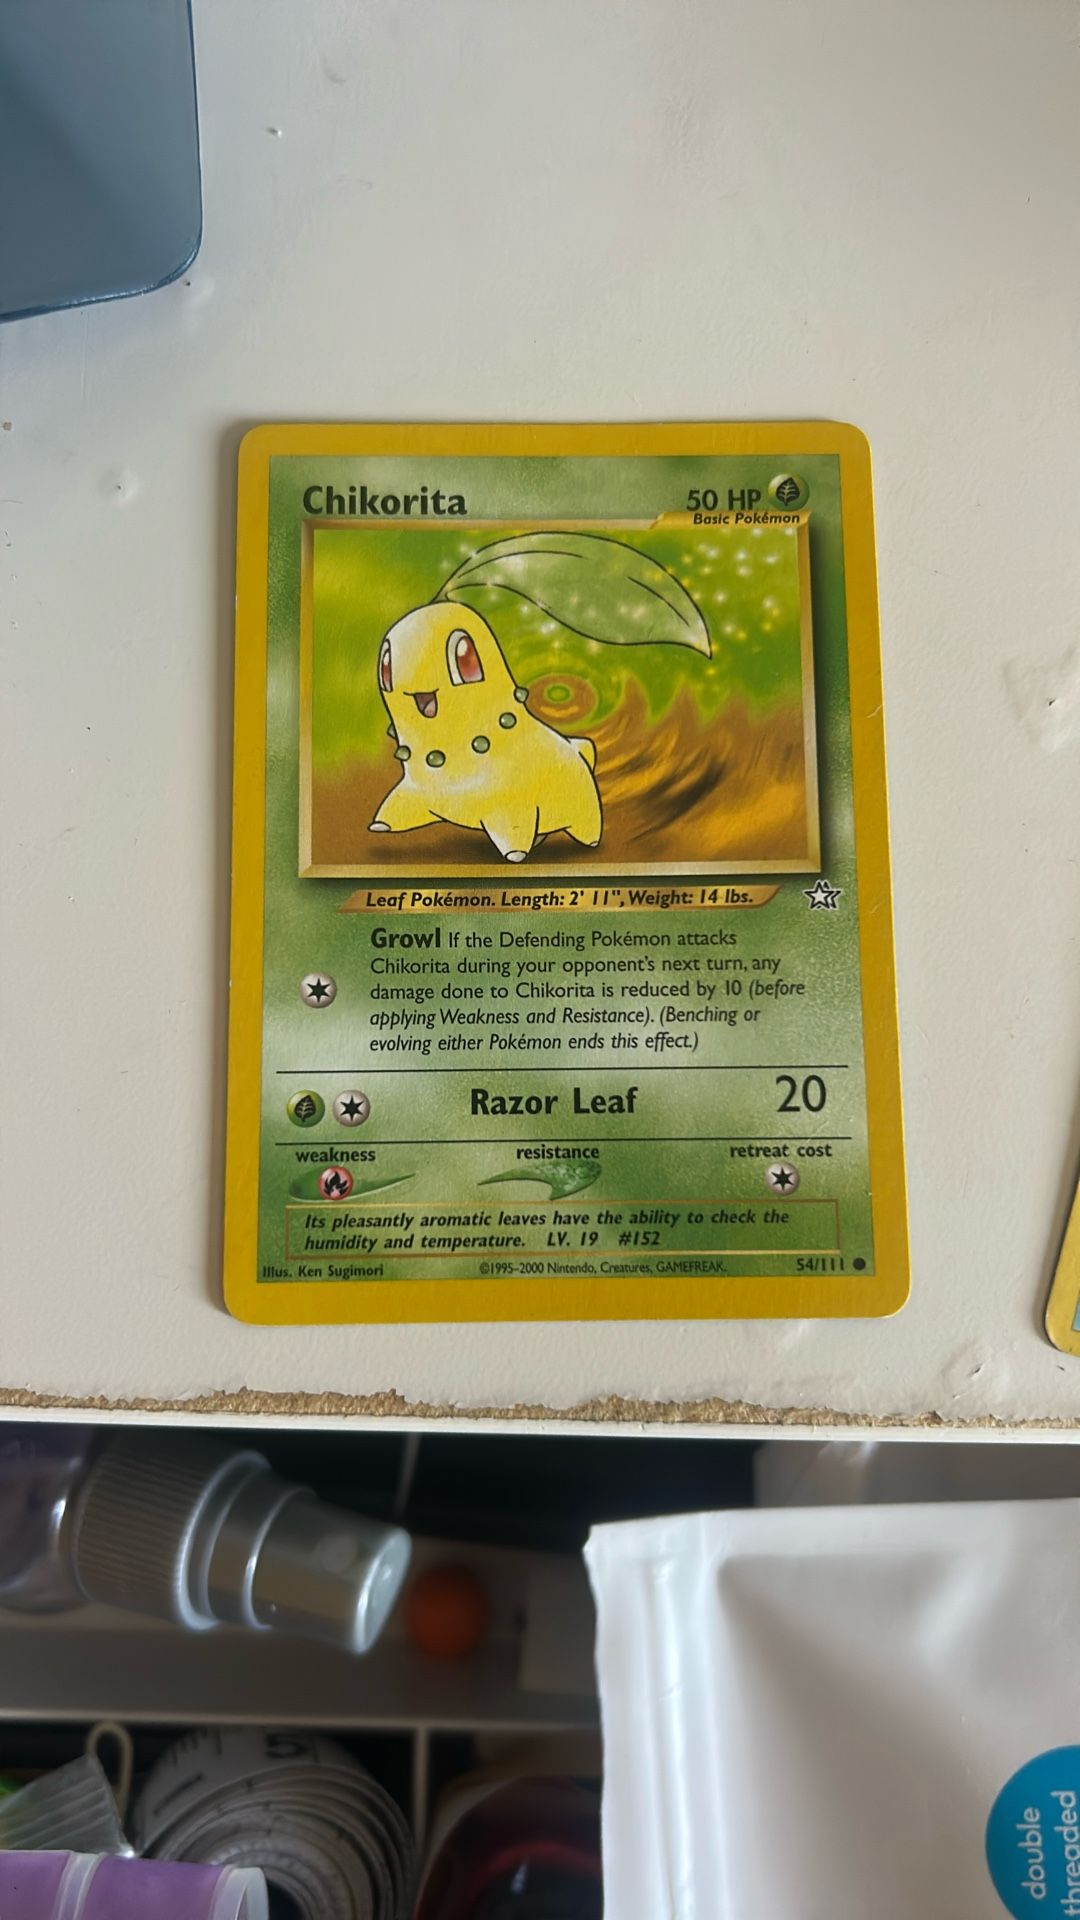 Chikorita
50 HP
Basic Pokémon
Leaf Pokémon. Length: 2' 11", Weight: 14 lbs.
Growl If the Defending Pokémon attacks
Chikorita during your opponent's next turn, any
damage done to Chikorita is reduced by 10 (before
applying Weakness and Resistance). (Benching or
evolving either Pokémon ends this effect.)
Razor Leaf 20
weakness resistance retreat cost
Its pleasantly aromatic leaves have the ability to check the
humidity and temperature. LV. 19 #152
Illus. Ken Sugimori ©1995-2000 Nintendo, Creatures, GAMEFREAK. 54/111
5
double
threaded